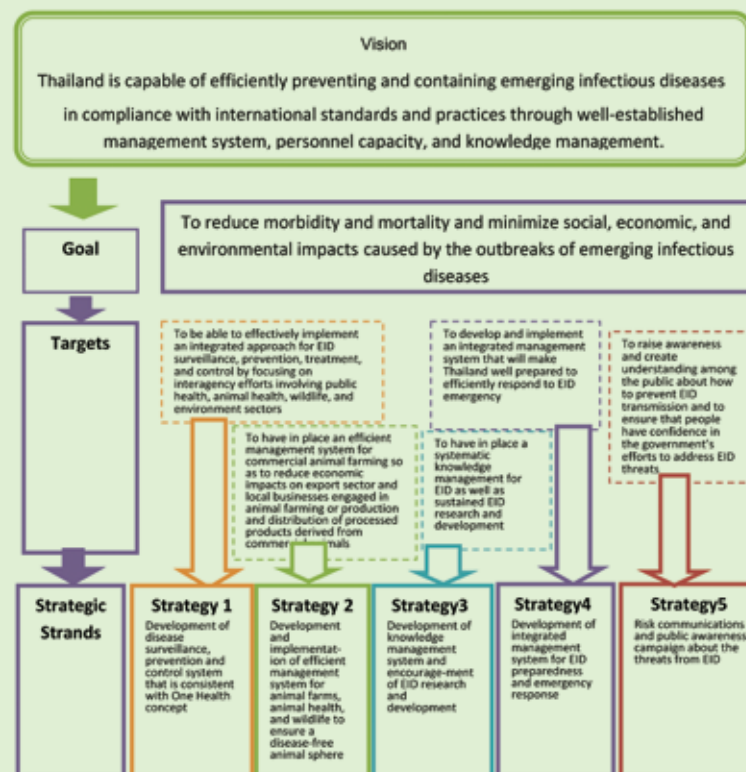 Vision
Thailand is capable of efficiently preventing and containing emerging infectious diseases
in compliance with international standards and practices through well-established
management system, personnel capacity, and knowledge management.
Goal
To reduce morbidity and mortality and minimize social, economic, and
environmental impacts caused by the outbreaks of emerging infectious
diseases
Targets
To be able to effectively implement
an integrated approach for EID
surveillance, prevention, treatment,
and control by focusing on
interagency efforts involving public
health, animal health, wildlife, and
environment sectors
To have in place an efficient
management system for
commercial animal farming so
as to reduce economic
impacts on export sector and
local businesses engaged in
animal farming or production
and distribution of processed
products derived from
To develop and implement
an integrated management
system that will make
Thailand well prepared to
efficiently respond to EID
emergency
To have in place a
systematic
knowledge
management for
EID as well as
sustained EID
research and
development
To raise awareness
and create
understanding among
the public about how
to prevent EID
transmission and to
ensure that people
have confidence in
the government's
efforts to address EID
threats
Strategic
Strands
Strategy 1
Development of
disease
surveillance,
prevention and
control system
that is consistent
with One Health
concept
Strategy 2
Development
and
implementat-
ion of efficient
management
system for
animal farms,
animal health,
and wildlife to
ensure a
disease-free
animal sphere
Strategy3
Development of
knowledge
management
system and
encourage-ment
of EID research
and
development
Strategy4
Development of
integrated
management
system for EID
preparedness
and emergency
response
Strategy5
Risk communications
and public awareness
campaign about the
threats from EID